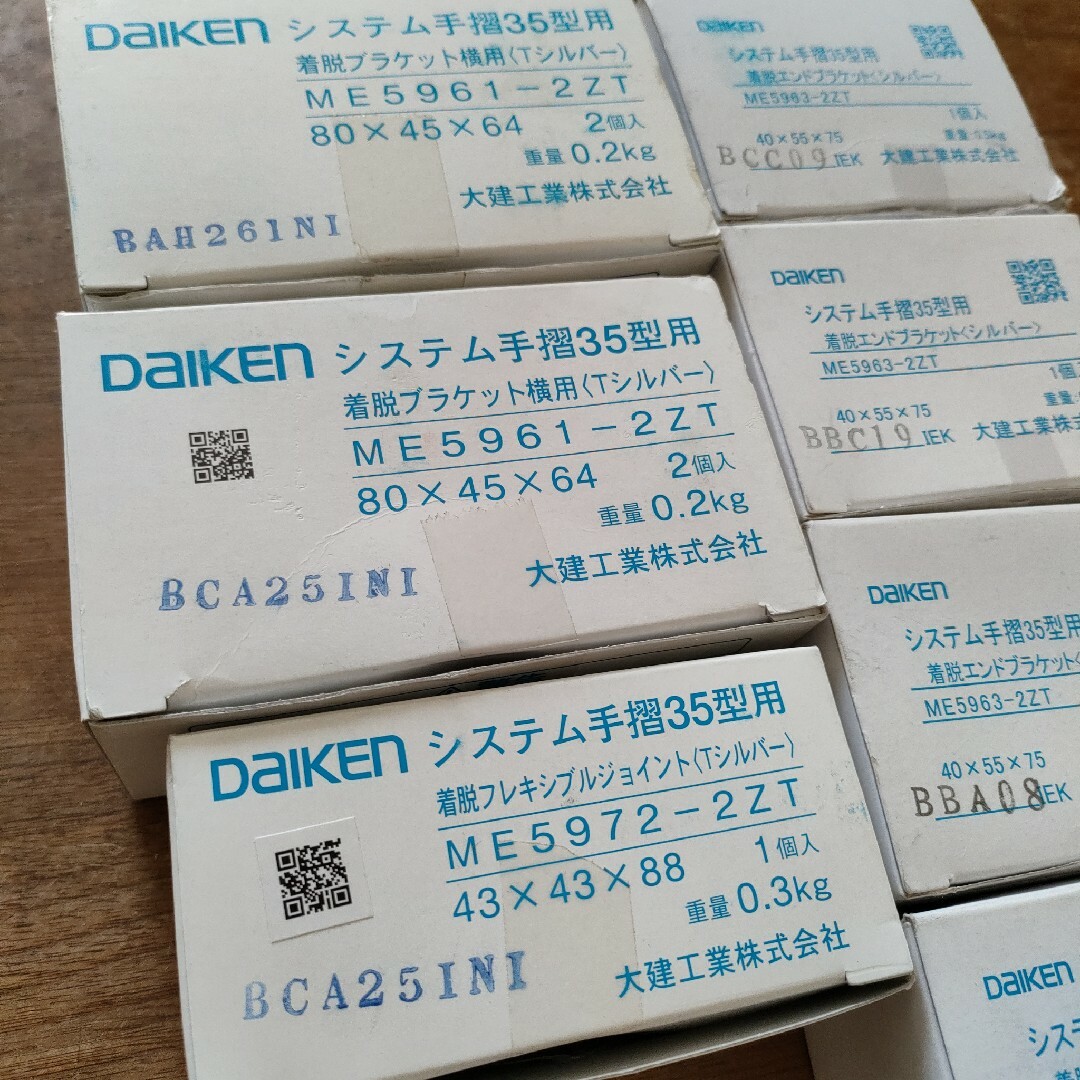 DAIKEN システム手摺35型用
着脱ブラケット横用〈Tシルバー〉
ME5961-2ZT
80×45×64 2個入
重量 0.2kg
大建工業株式会社
BAH261NI
DAIKEN システム手摺35型用
着脱ブラケット横用〈Tシルバー〉
ME5961-2ZT
80×45×64 2個入
重量 0.2kg
大建工業株式会社
BCA251NI
DAIKEN システム手摺35型用
着脱フレキシブルジョイント〈Tシルバー〉
ME5972-2ZT
43×43×88 1個入
重量 0.3kg
大建工業株式会社
BCA251NI
DAIKEN
システム手摺35型用
着脱エンドブラケット〈シルバー〉
ME5963-2ZT
1個入
40×55×75 重量
BCC09 IEK 大建工業株式会社
DAIKEN
システム手摺35型用
着脱エンドブラケット〈シルバー〉
ME5963-2ZT
1個
40×55×75 重量
BBC19 IEK 大建工業株式
DAIKEN
システム手摺35型用
着脱エンドブラケット〈
ME5963-2ZT
40×55×75
BBA08 EK
DAIKEN
システ